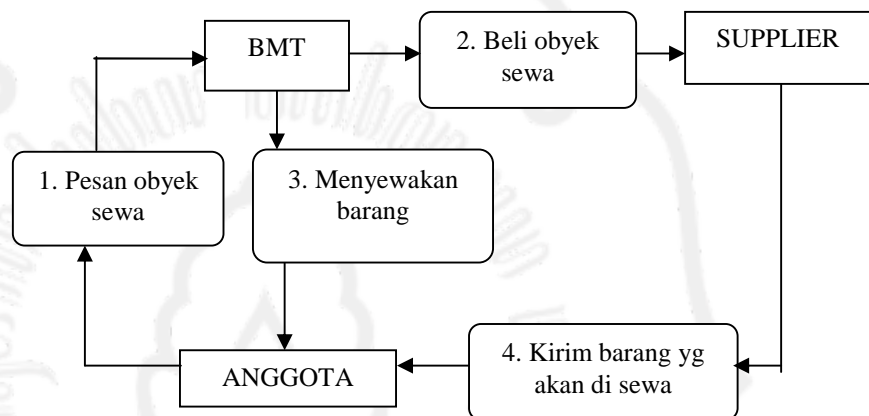 BMT
2. Beli obyek
sewa
SUPPLIER
1. Pesan obyek
sewa
3. Menyewakan
barang
ANGGOTA
4. Kirim barang yg
akan di sewa